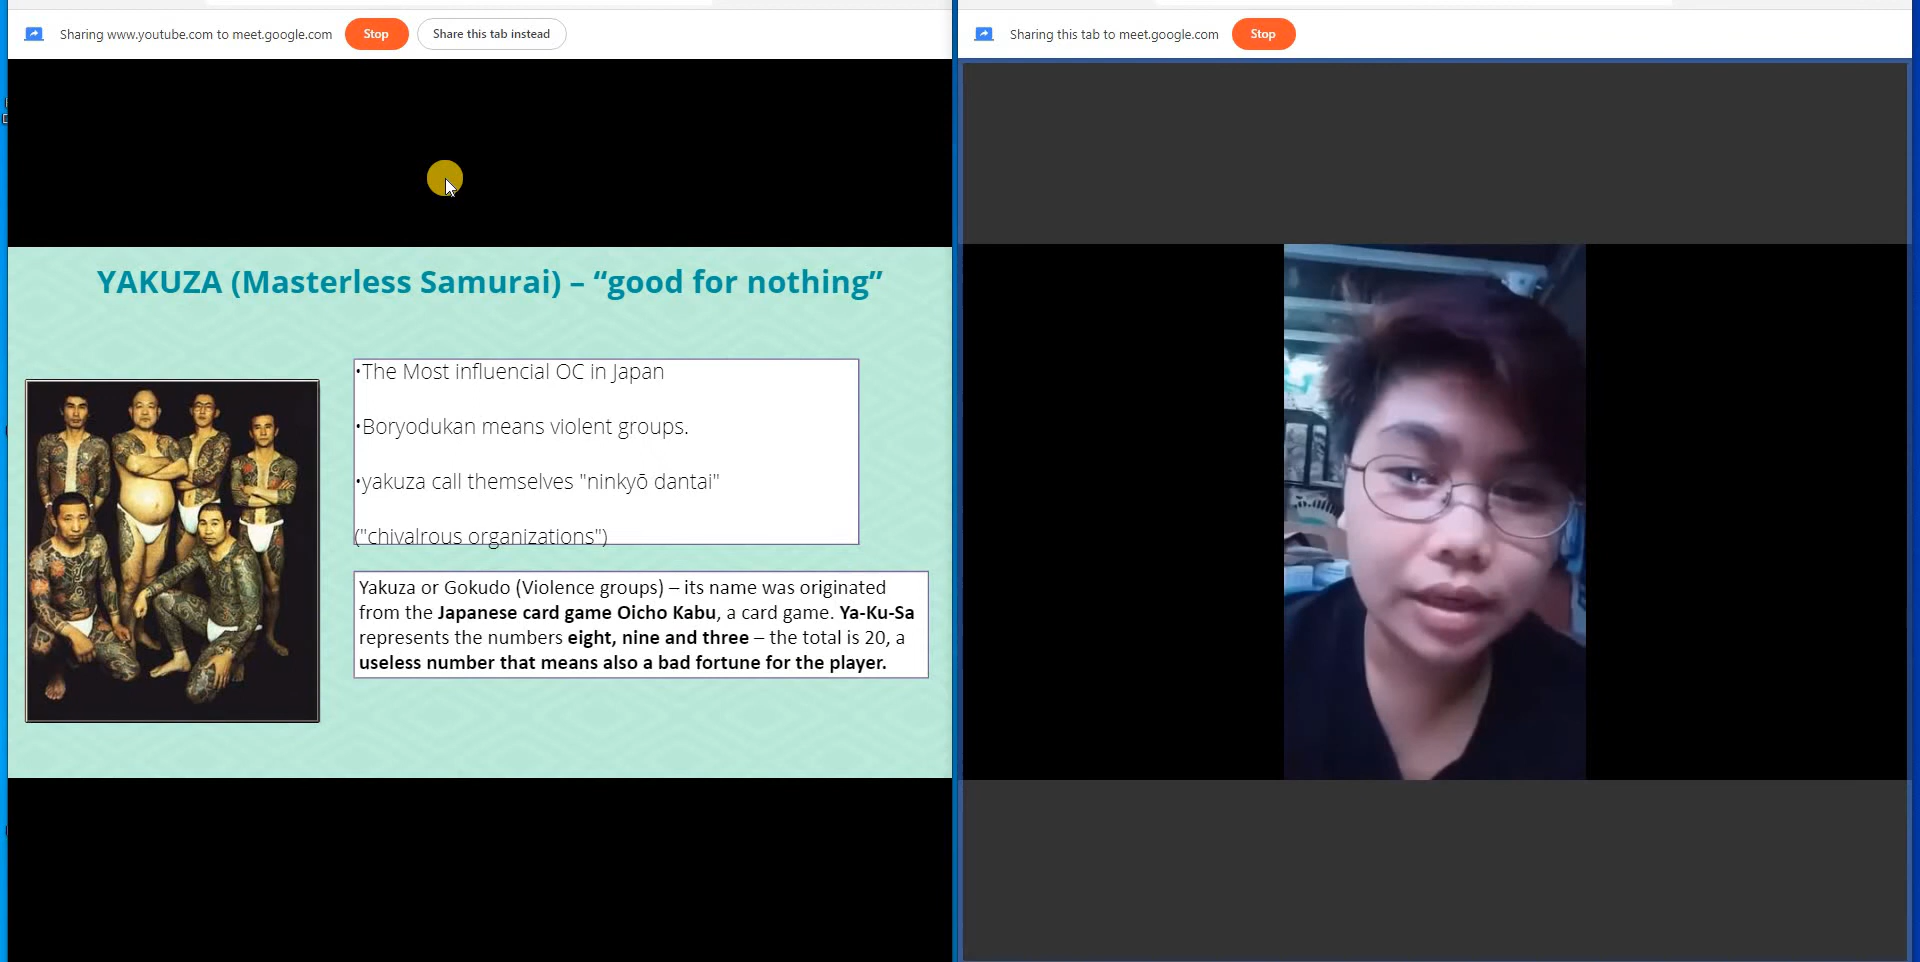 Sharing www.youtube.com to meet.google.com Stop Share this tab instead
Sharing this tab to meet.google.com Stop
YAKUZA (Masterless Samurai) – “good for nothing”
•The Most influencial OC in Japan
•Boryodukan means violent groups.
•yakuza call themselves "ninkyō dantai"
("chivalrous organizations")
Yakuza or Gokudo (Violence groups) – its name was originated
from the Japanese card game Oicho Kabu, a card game. Ya-Ku-Sa
represents the numbers eight, nine and three – the total is 20, a
useless number that means also a bad fortune for the player.